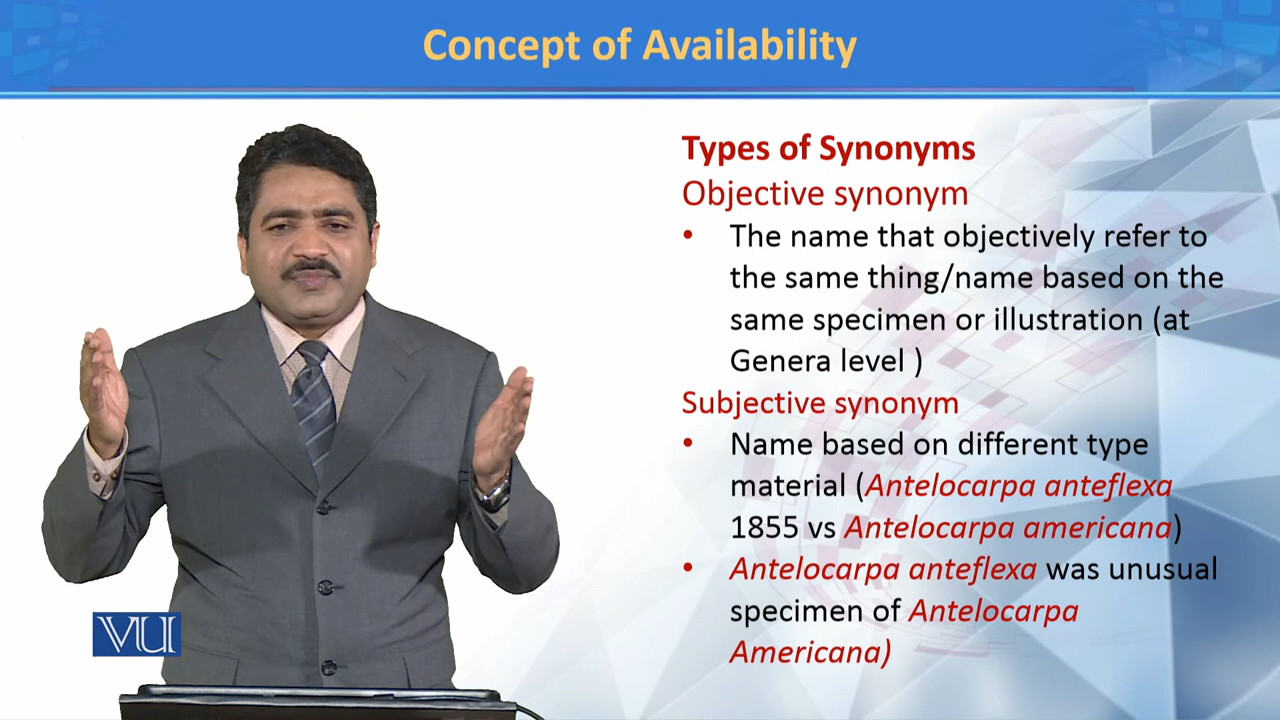 Concept of Availability
Types of Synonyms
Objective synonym
• The name that objectively refer to
the same thing/name based on the
same specimen or illustration (at
Genera level )
Subjective synonym
• Name based on different type
material (Antelocarpa anteflexa
1855 vs Antelocarpa americana)
• Antelocarpa anteflexa was unusual
specimen of Antelocarpa
Americana)
VU